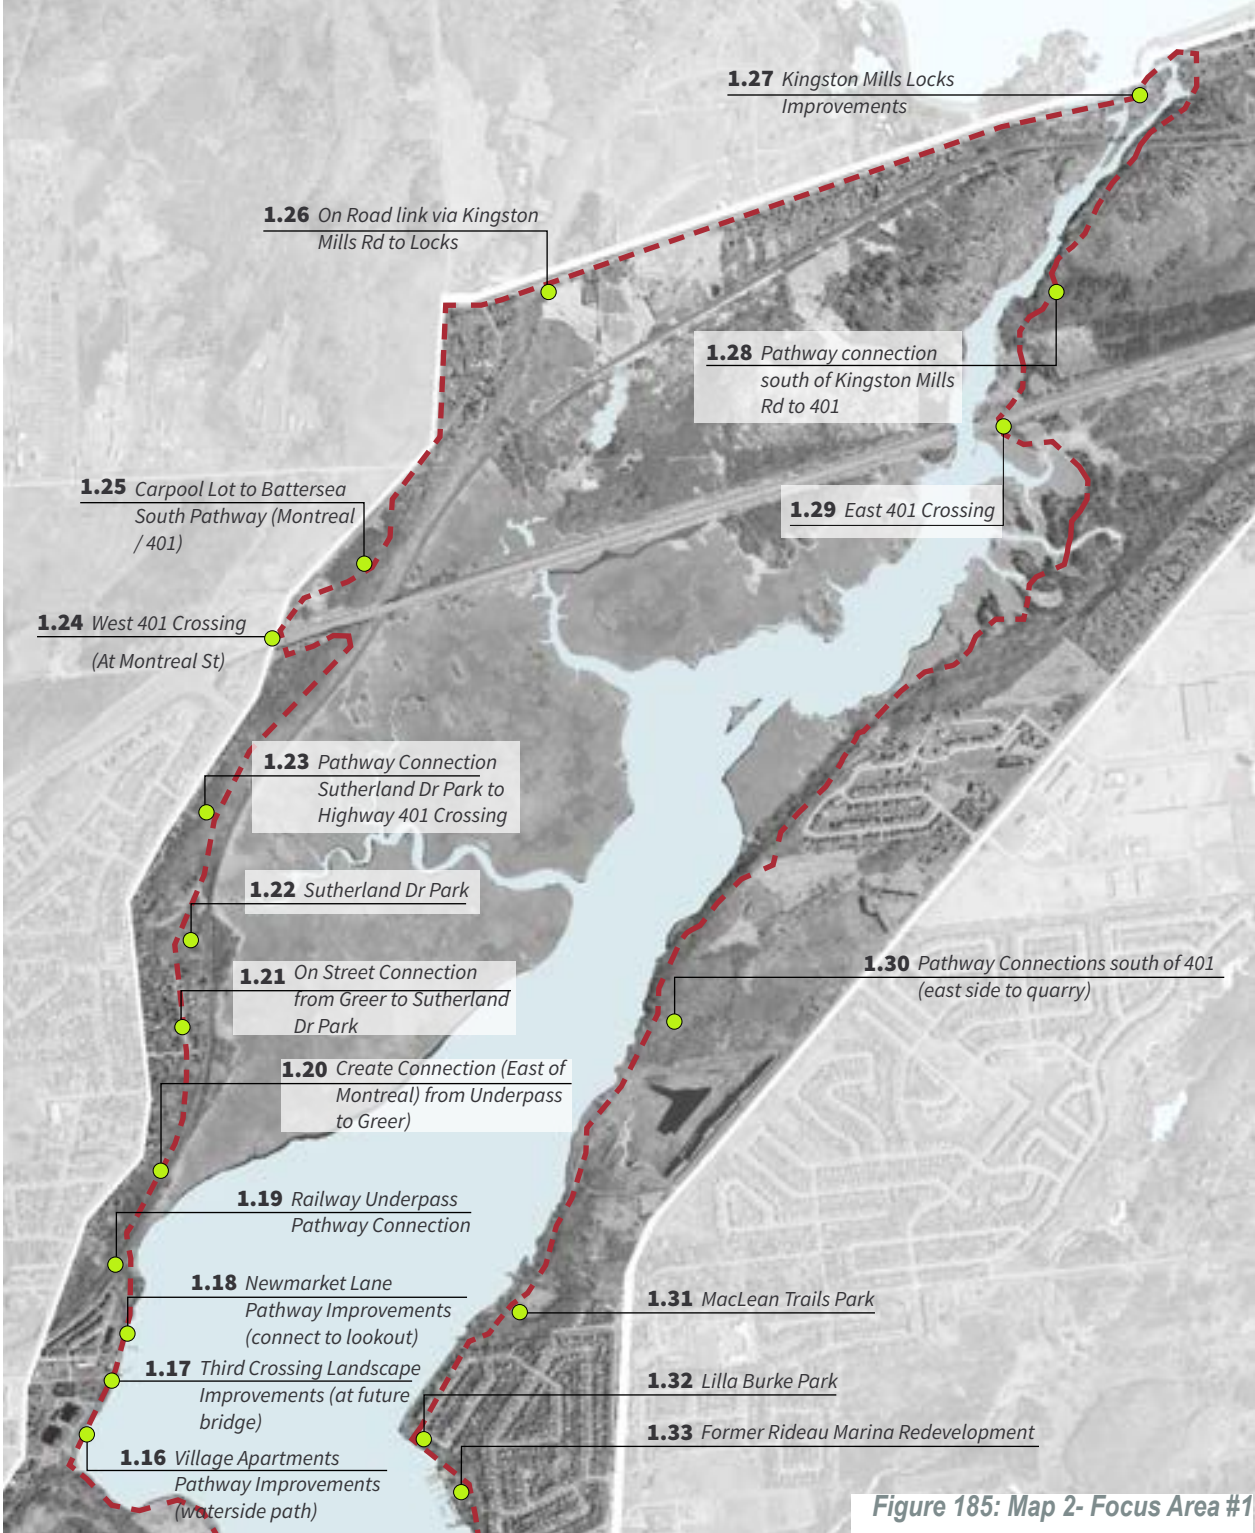 1.27 Kingston Mills Locks
Improvements
1.26 On Road link via Kingston
Mills Rd to Locks
1.28 Pathway connection
south of Kingston Mills
Rd to 401
1.25 Carpool Lot to Battersea
South Pathway (Montreal
/ 401)
1.29 East 401 Crossing
1.24 West 401 Crossing
(At Montreal St)
1.23 Pathway Connection
Sutherland Dr Park to
Highway 401 Crossing
1.22 Sutherland Dr Park
1.21 On Street Connection
from Greer to Sutherland
Dr Park
1.30 Pathway Connections south of 401
(east side to quarry)
1.20 Create Connection (East of
Montreal) from Underpass
to Greer)
1.19 Railway Underpass
Pathway Connection
1.18 Newmarket Lane
Pathway Improvements
(connect to lookout)
1.31 MacLean Trails Park
1.17 Third Crossing Landscape
Improvements (at future
bridge)
1.32 Lilla Burke Park
1.33 Former Rideau Marina Redevelopment
1.16 Village Apartments
Pathway Improvements
(waterside path)
Figure 185: Map 2- Focus Area #1